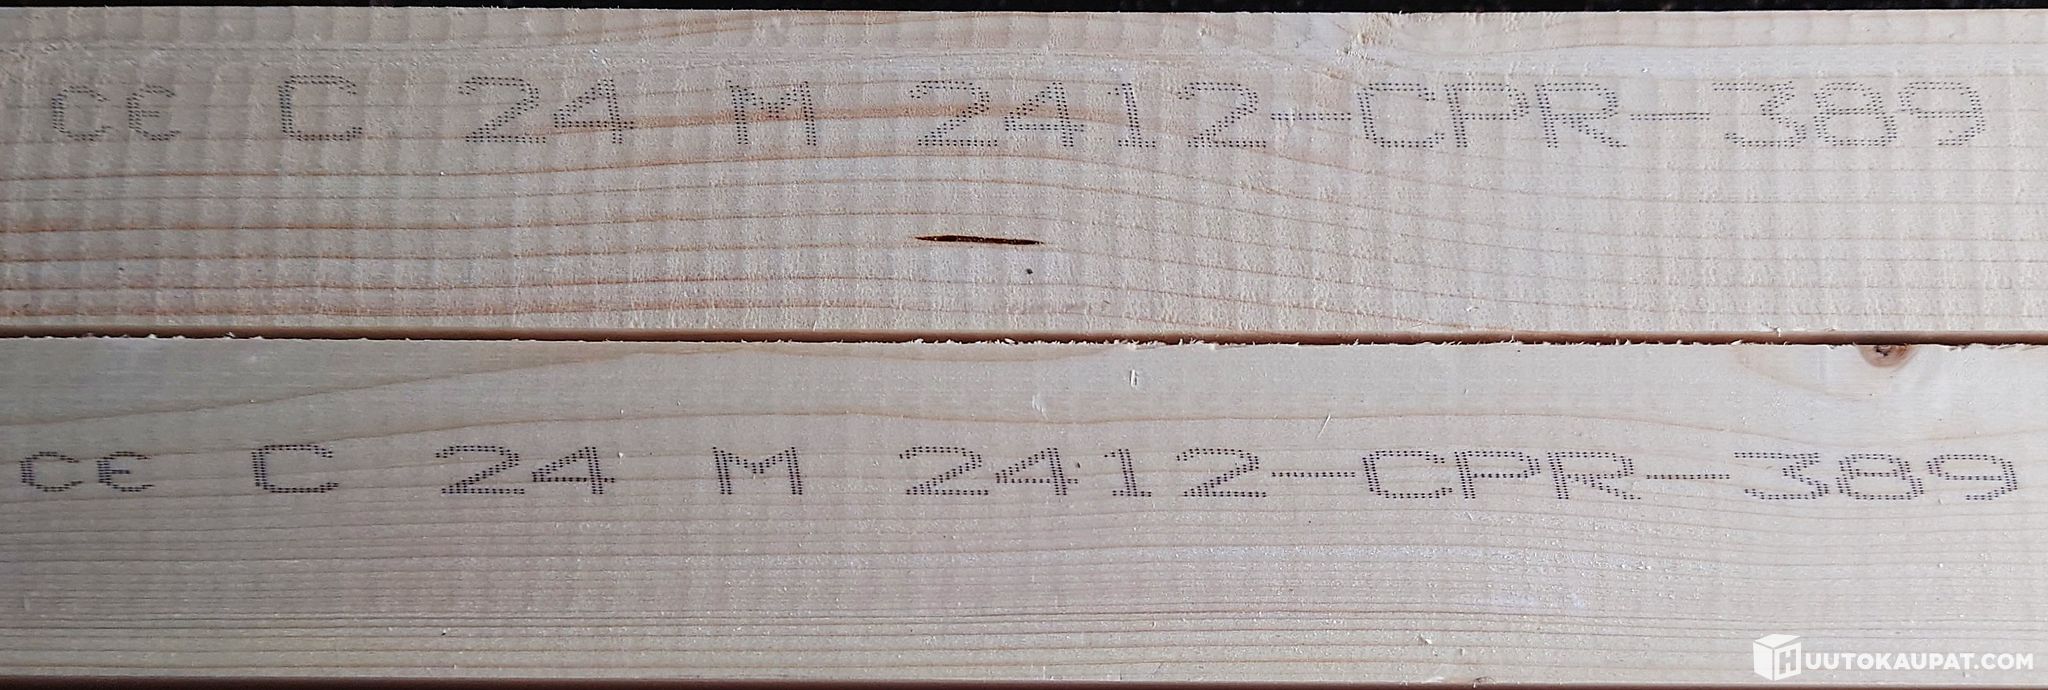 CE C 24 M 2412-CPR-389
CE C 24 M 2412-CPR-389
HUUTOKAUPAT.COM